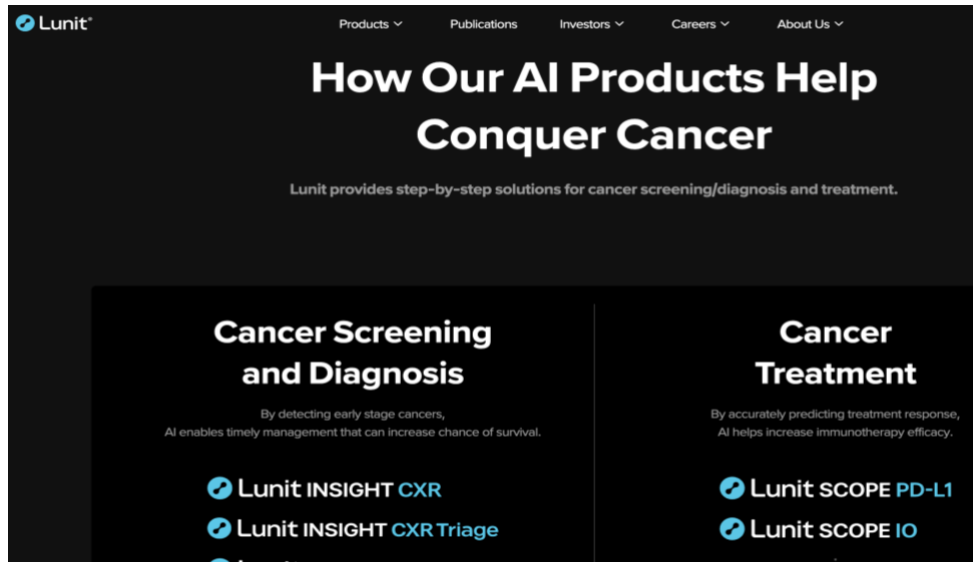 Lunit®
Products
Publications
Investors
Careers
About Us
How Our AI Products Help
Conquer Cancer
Lunit provides step-by-step solutions for cancer screening/diagnosis and treatment.
Cancer Screening
and Diagnosis
By detecting early stage cancers,
AI enables timely management that can increase chance of survival.
Lunit INSIGHT CXR
Lunit INSIGHT CXR Triage
Cancer
Treatment
By accurately predicting treatment response,
AI helps increase immunotherapy efficacy.
Lunit SCOPE PD-L1
Lunit SCOPE IO